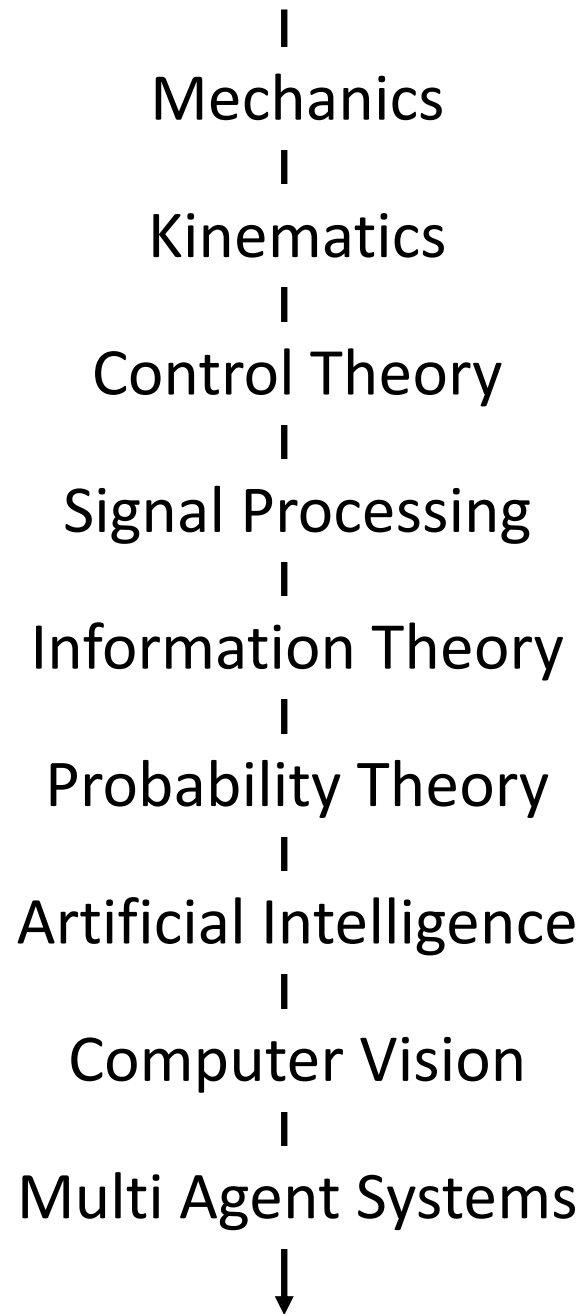 Mechanics
Kinematics
Control Theory
Signal Processing
Information Theory
Probability Theory
Artificial Intelligence
Computer Vision
Multi Agent Systems